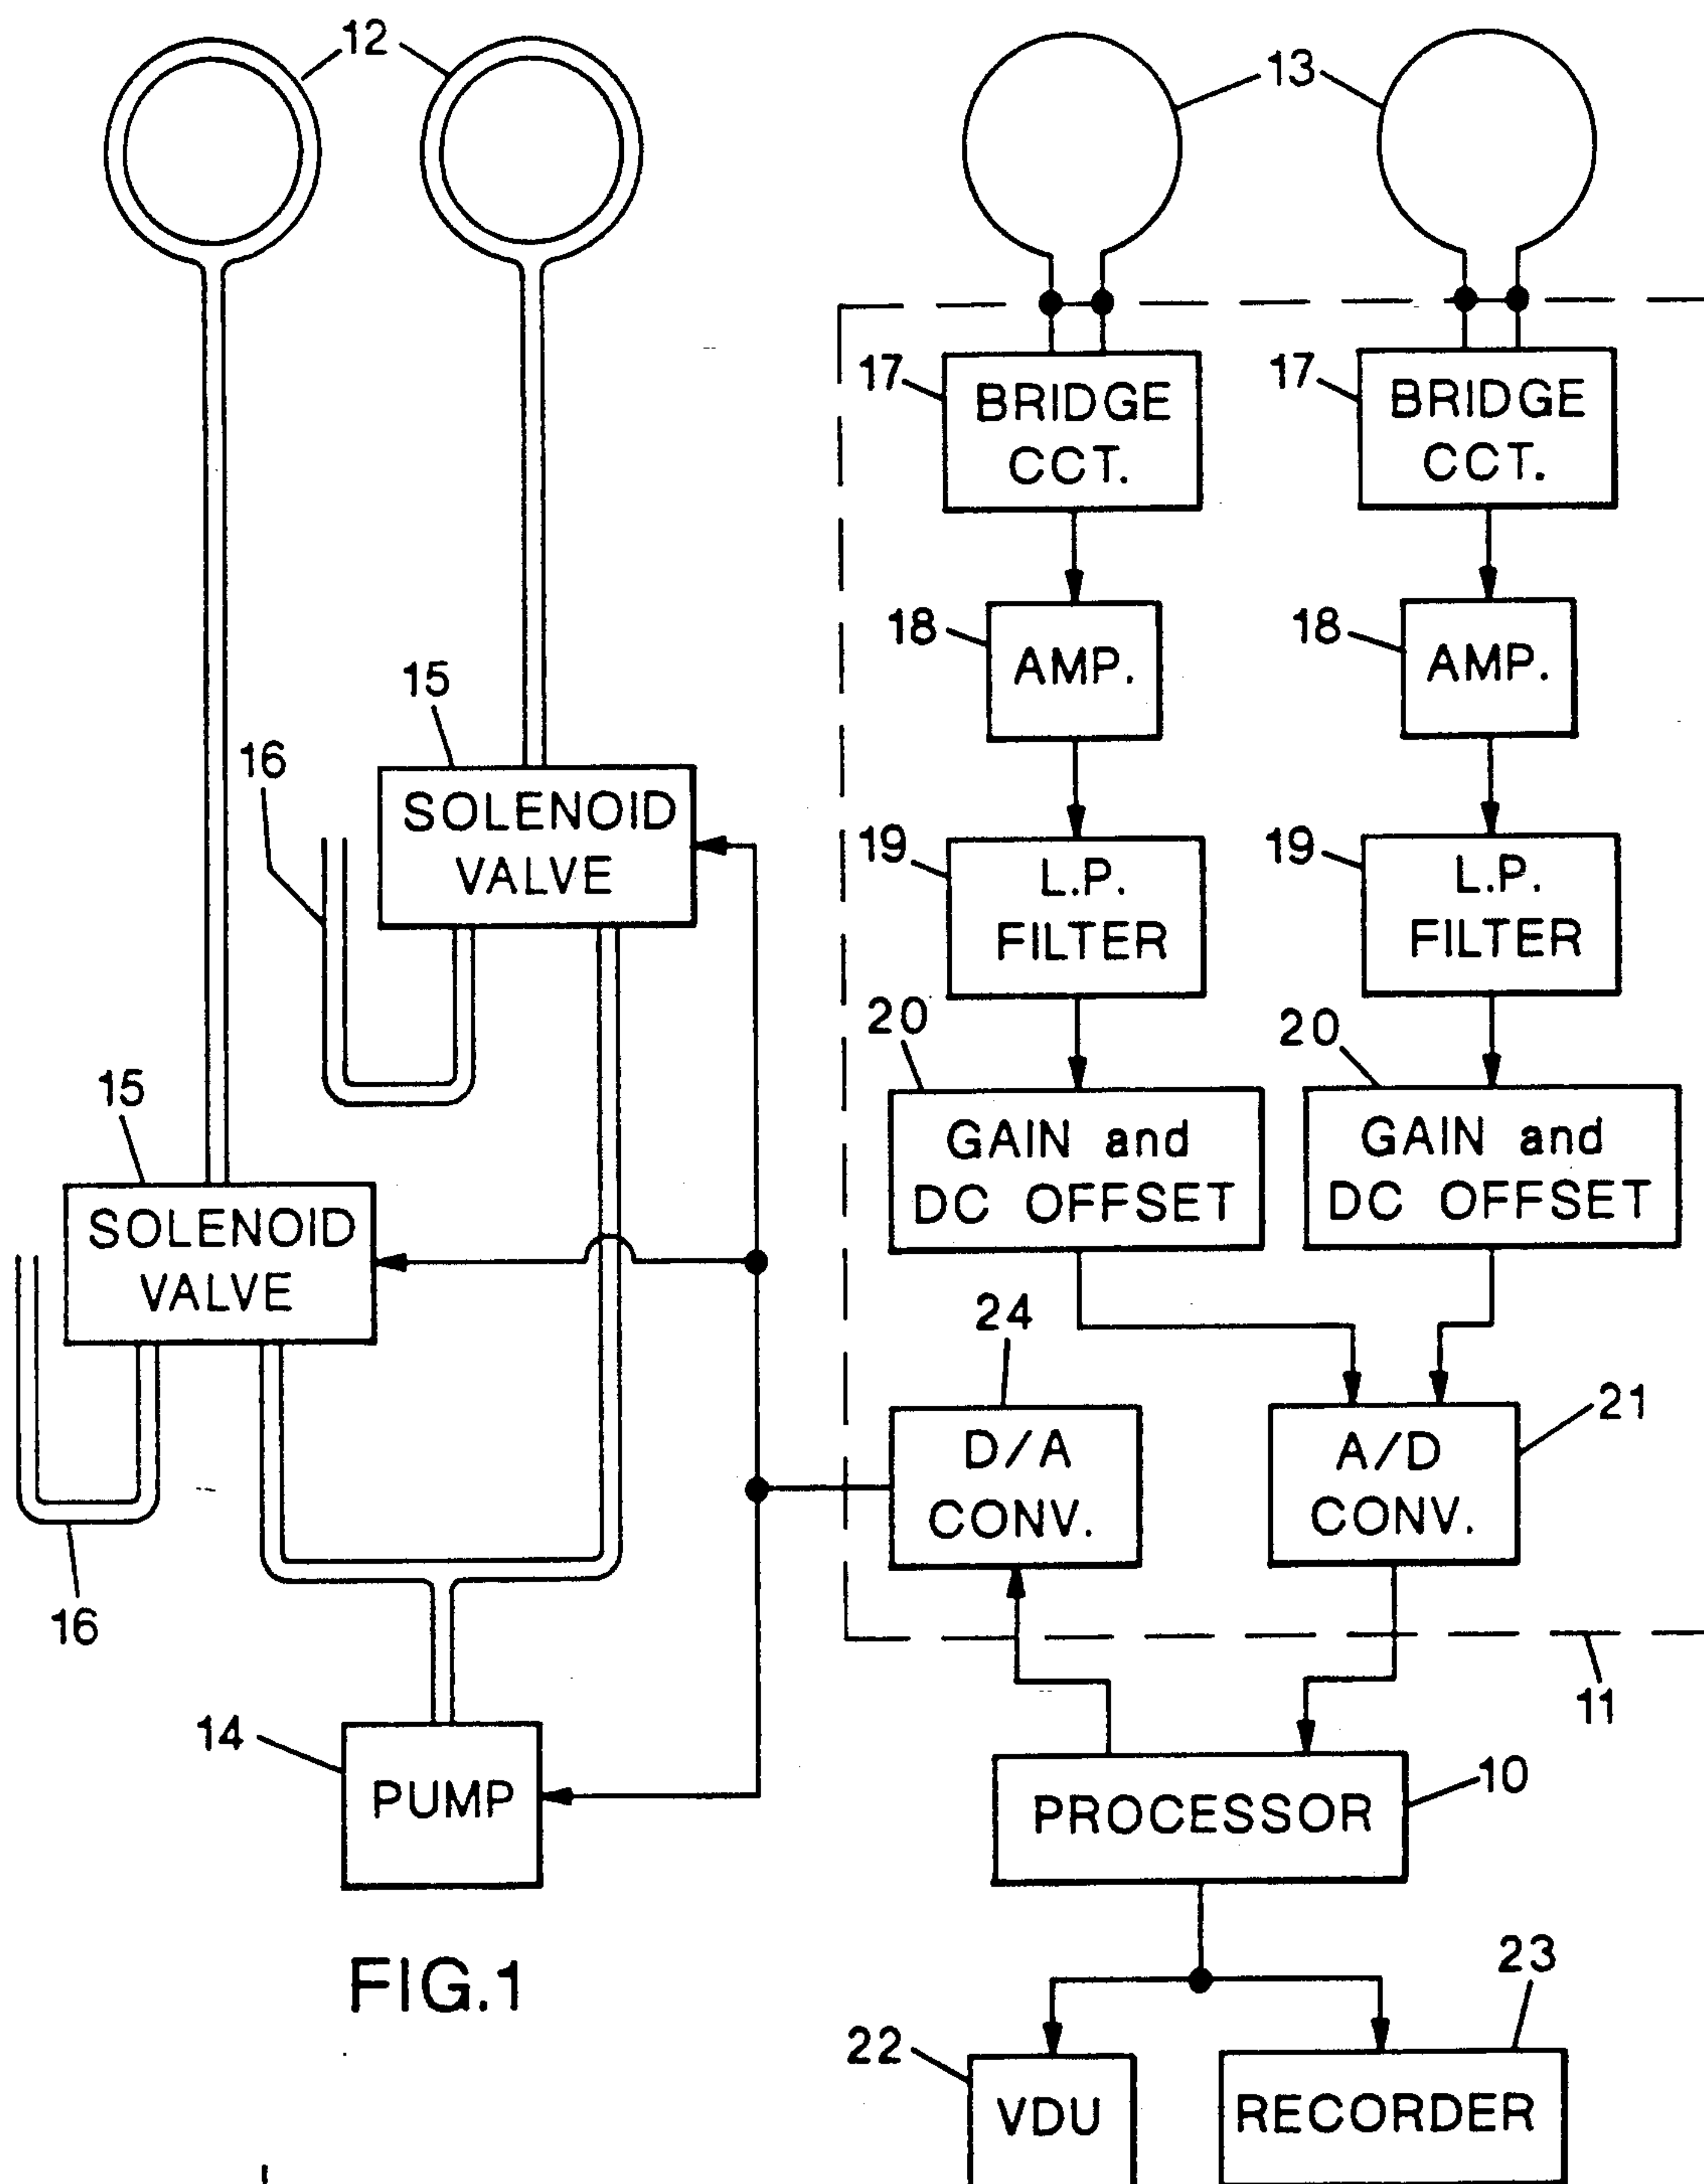 12
13
17
BRIDGE
CCT.
17
BRIDGE
CCT.
18
AMP.
18
AMP.
15
16
SOLENOID
VALVE
19
L.P.
FILTER
19
L.P.
FILTER
20
GAIN and
DC OFFSET
20
GAIN and
DC OFFSET
15
SOLENOID
VALVE
16
24
D/A
CONV.
21
A/D
CONV.
11
14
PUMP
10
PROCESSOR
FIG.1
22
VDU
23
RECORDER